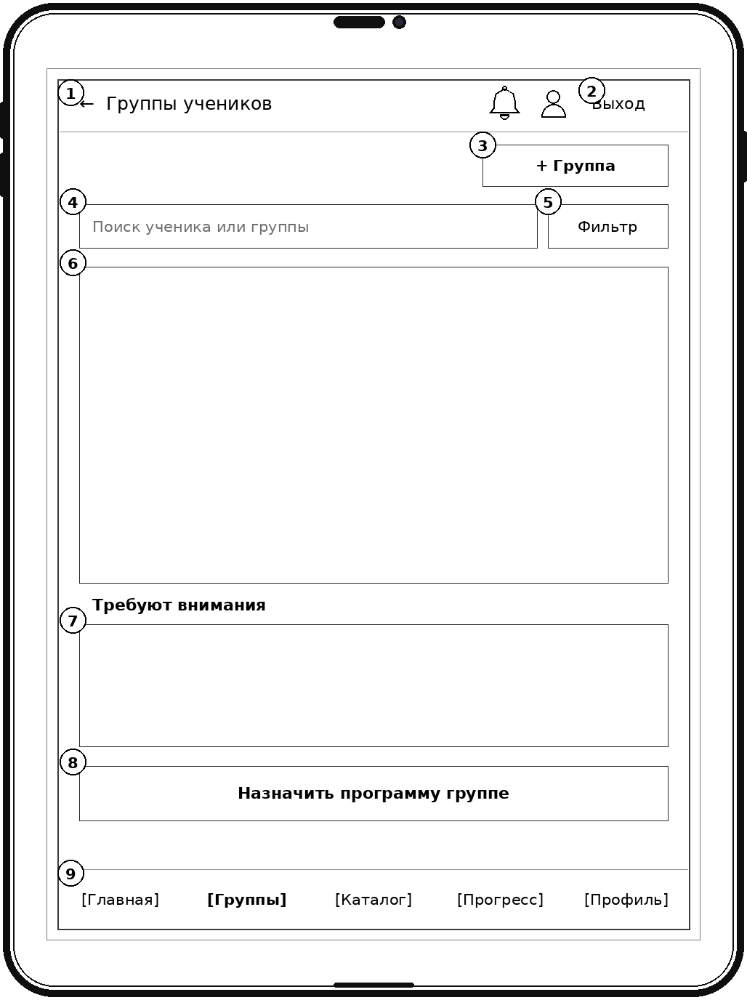 1 ← Группы учеников 2 Выход
3 + Группа
4 Поиск ученика или группы 5 Фильтр
6
Требуют внимания
7
8
Назначить программу группе
9
[Главная] [Группы] [Каталог] [Прогресс] [Профиль]